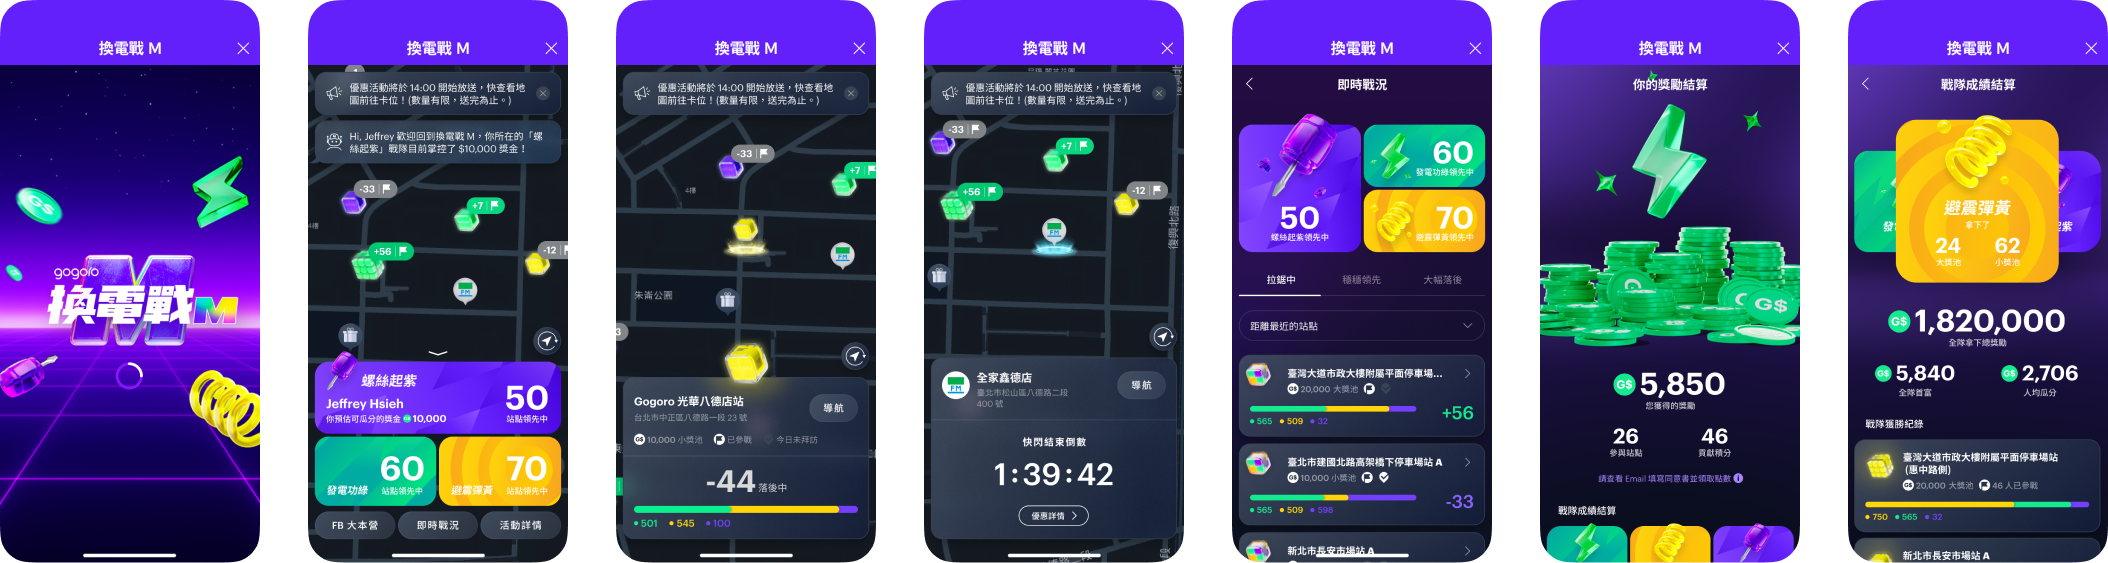 換電戰 M
G$
gogoro
換電戰 M
換電戰 M
優惠活動將於 14:00 開始放送，快查看地
圖前往卡位！(數量有限，送完為止。)
Hi, Jeffrey 歡迎回到換電戰 M，你所在的「螺
絲起紫」戰隊目前掌控了 $10,000 獎金！
-33
+7
+56
-12
FM
螺絲起紫
Jeffrey Hsieh
你預估可瓜分的獎金 10,000
50
站點領先中
發電功綠
60
站點領先中
避震彈黃
70
站點領先中
FB 大本營
即時戰況
活動詳情
換電戰 M
優惠活動將於 14:00 開始放送，快查看地
圖前往卡位！(數量有限，送完為止。)
-33
+7
4樓
FM
朱崙公園
Gogoro 光華八德店站
台北市中正區八德路一段 23 號
導航
G$ 10,000 小獎池
已參戰
今日未拜訪
-44 落後中
501
545
100
換電戰 M
優惠活動將於 14:00 開始放送，快查看地
圖前往卡位！(數量有限，送完為止。)
-33
+7
+56
-12
FM
復興北路
全家鑫德店
臺北市松山區八德路二段
400 號
導航
快閃結束倒數
1:39:42
優惠詳情
換電戰 M
即時戰況
50
螺絲起紫領先中
60
發電功綠領先中
70
避震彈黃領先中
拉鋸中
穩穩領先
大幅落後
距離最近的站點
臺灣大道市政大樓附屬平面停車場...
G$ 20,000 大獎池
+56
565
509
32
臺北市建國北路高架橋下停車場站 A
G$ 10,000 小獎池
-33
565
509
598
新北市長安市場站 A
換電戰 M
你的獎勵結算
G$
G$ 5,850
您獲得的獎勵
26
參與站點
46
貢獻積分
請查看 Email 填寫同意書並領取點數
戰隊成績結算
換電戰 M
戰隊成績結算
避震彈黃
拿下了
24
大獎池
62
小獎池
G$ 1,820,000
全隊拿下總獎勵
G$ 5,840
全隊首富
G$ 2,706
人均瓜分
戰隊獲勝紀錄
臺灣大道市政大樓附屬平面停車場站
(惠中路側)
G$ 20,000 大獎池
46 人已參戰
750
565
32
新北市長安市場站 A